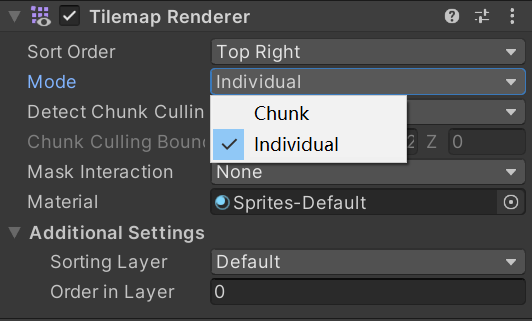 Tilemap Renderer
Sort Order Top Right
Mode Individual
Detect Chunk Cullin
Chunk
Chunk Culling Boun 2 Z 0
Individual
Mask Interaction None
Material Sprites-Default
Additional Settings
Sorting Layer Default
Order in Layer 0